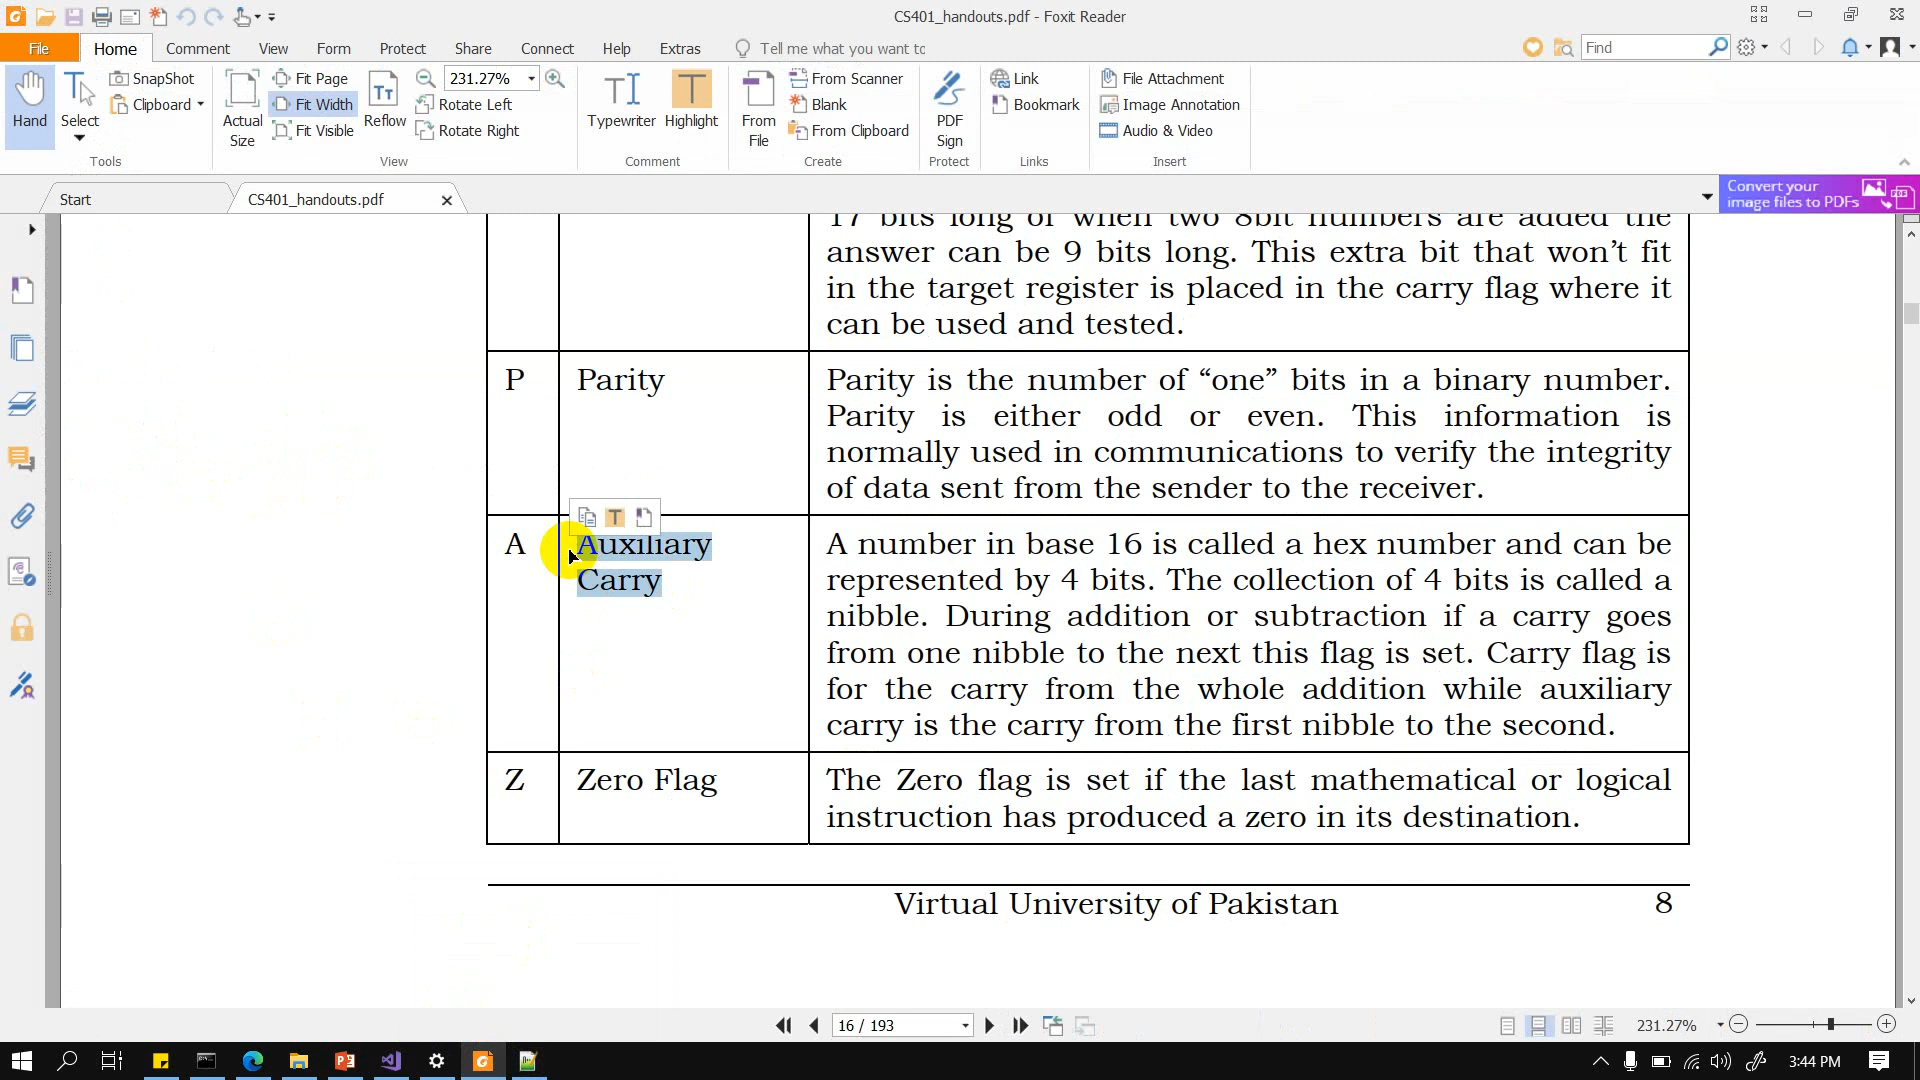 CS401_handouts.pdf - Foxit Reader
File
Home
Comment
View
Form
Protect
Share
Connect
Help
Extras
Tell me what you want to
Find
Hand
Select
SnapShot
Clipboard
Tools
Actual
Size
Fit Page
Fit Width
Fit Visible
Reflow
231.27%
Rotate Left
Rotate Right
View
Typewriter
Highlight
Comment
From
File
From Scanner
Blank
From Clipboard
Create
PDF
Sign
Protect
Link
Bookmark
Links
File Attachment
Image Annotation
Audio & Video
Insert
Start
CS401_handouts.pdf
Convert your
image files to PDFs
17 bits long or when two 8bit numbers are added the
answer can be 9 bits long. This extra bit that won’t fit
in the target register is placed in the carry flag where it
can be used and tested.
P
Parity
Parity is the number of “one” bits in a binary number.
Parity is either odd or even. This information is
normally used in communications to verify the integrity
of data sent from the sender to the receiver.
A
Auxiliary
Carry
A number in base 16 is called a hex number and can be
represented by 4 bits. The collection of 4 bits is called a
nibble. During addition or subtraction if a carry goes
from one nibble to the next this flag is set. Carry flag is
for the carry from the whole addition while auxiliary
carry is the carry from the first nibble to the second.
Z
Zero Flag
The Zero flag is set if the last mathematical or logical
instruction has produced a zero in its destination.
Virtual University of Pakistan
8
16 / 193
231.27%
3:44 PM